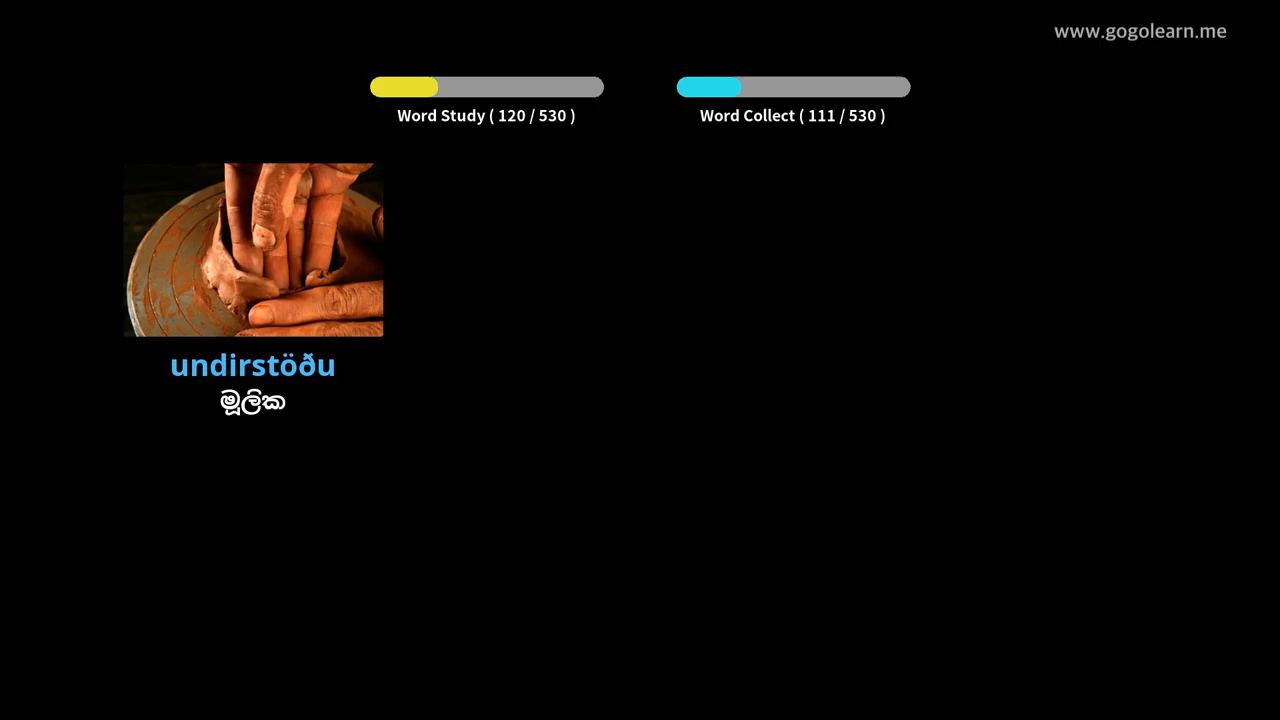 www.gogolearn.me
Word Study ( 120 / 530 )
Word Collect ( 111 / 530 )
undirstöðu
මූලික